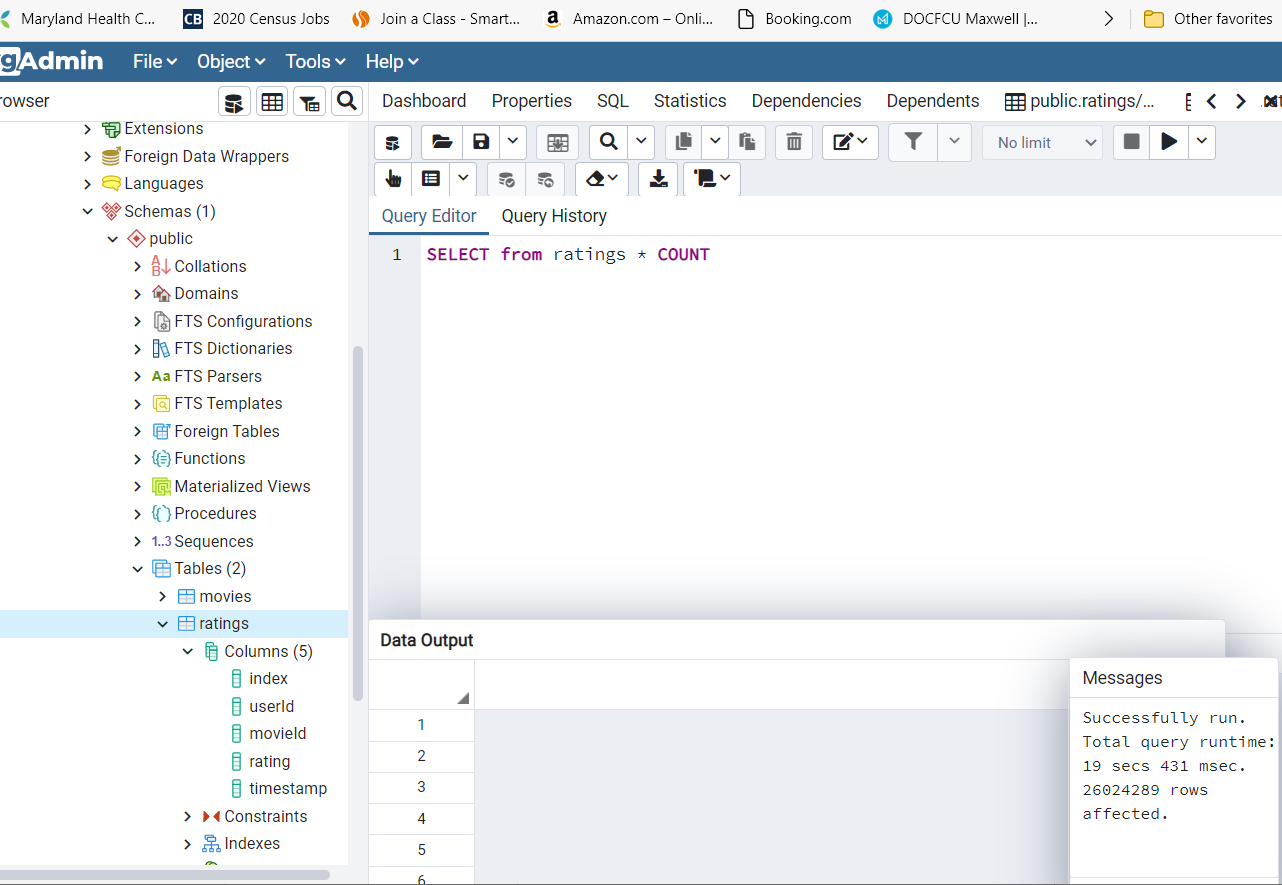 Maryland Health C... CB 2020 Census Jobs Join a Class - Smart... a Amazon.com – Onli... Booking.com DOCFCU Maxwell |... Other favorites
gAdmin File Object Tools Help
rowser Dashboard Properties SQL Statistics Dependencies Dependents public.ratings/...
Extensions
Foreign Data Wrappers
Languages
Schemas (1)
public
Collations
Domains
FTS Configurations
FTS Dictionaries
Aa FTS Parsers
FTS Templates
Foreign Tables
Functions
Materialized Views
Procedures
1..3 Sequences
Tables (2)
movies
ratings
Columns (5)
index
userId
movieId
rating
timestamp
Constraints
Indexes
No limit
Query Editor Query History
1 SELECT from ratings * COUNT
Data Output
1
2
3
4
5
6
Messages
Successfully run.
Total query runtime:
19 secs 431 msec.
26024289 rows
affected.